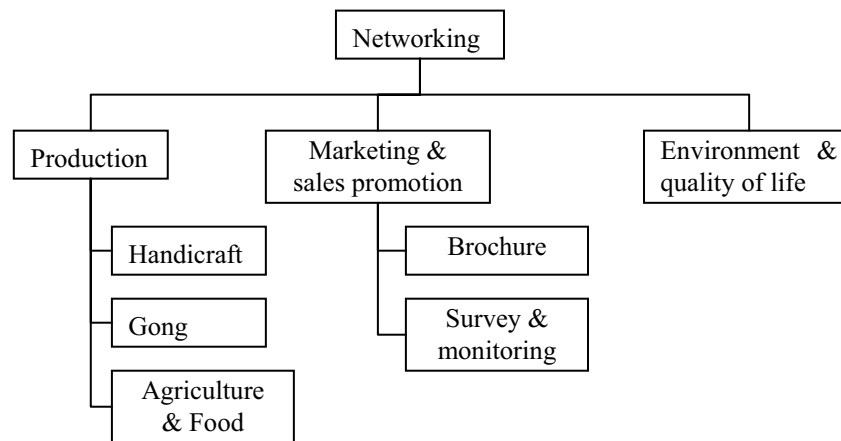 Networking
Production
Marketing &
sales promotion
Environment &
quality of life
Handicraft
Gong
Agriculture
& Food
Brochure
Survey &
monitoring